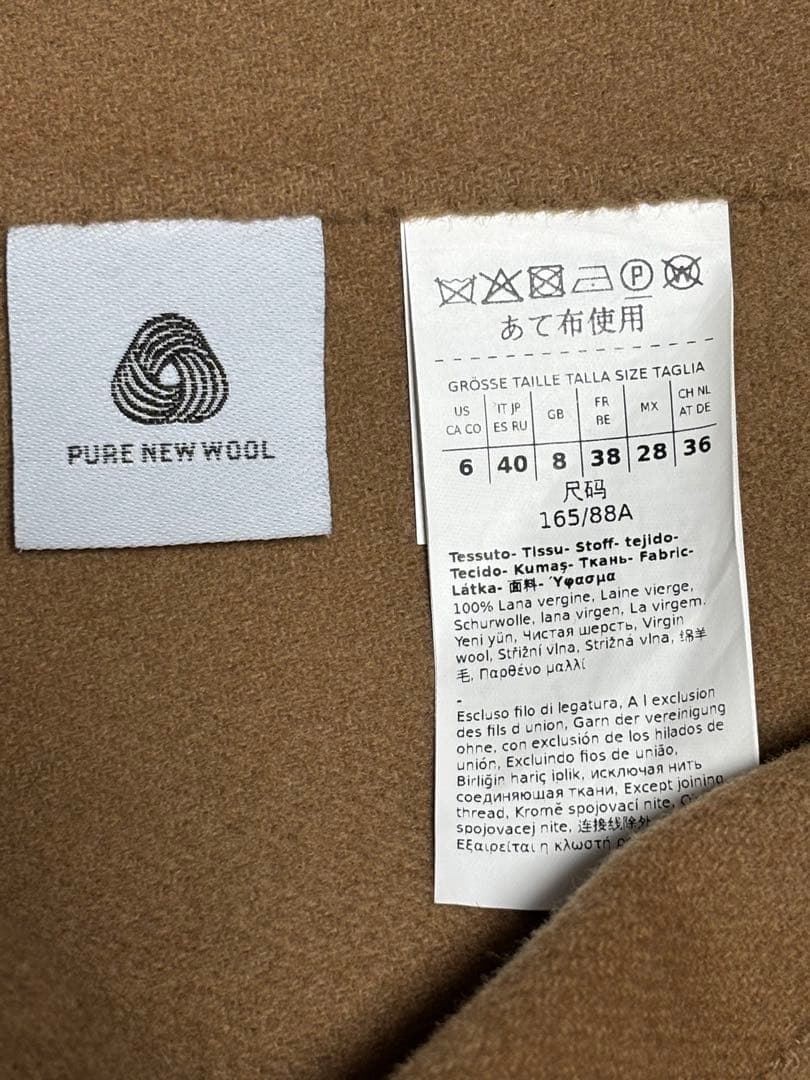 PURE NEW WOOL
P
W
あて布使用
GRÖSSE TAILLE TALLA SIZE TAGLIA
US CA CO
IT JP ES RU
GB
FR BE
MX
CH NL AT DE
6 40 8 38 28 36
尺码
165/88A
Tessuto- Tissu- Stoff- tejido-
Tecido- Kumaş- Ткань- Fabric-
Látka- 面料- Ύφασμα
100% Lana vergine, Laine vierge,
Schurwolle, lana virgen, La virgem.
Yeni yün, Чистая шерсть, Virgin
wool, Střižní vlna, Strižná vlna, 绵羊
毛, Παρθένο μαλλί
-
Escluso filo di legatura, A l exclusion
des fils d union, Garn der vereinigung
ohne, con exclusión de los hilados de
unión, Excluindo fios de união,
Birliğin hariç iplik, исключая нить
соединяющая ткани, Except joining
thread, Kromě spojovací nite,
spojovacej nite, 连接线除外
Εξαιρείται η κλωστή